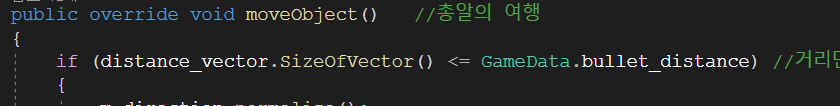 public override void moveObject()   //총알의 여행
{
    if (distance_vector.SizeOfVector() <= GameData.bullet_distance) //거리만
    {